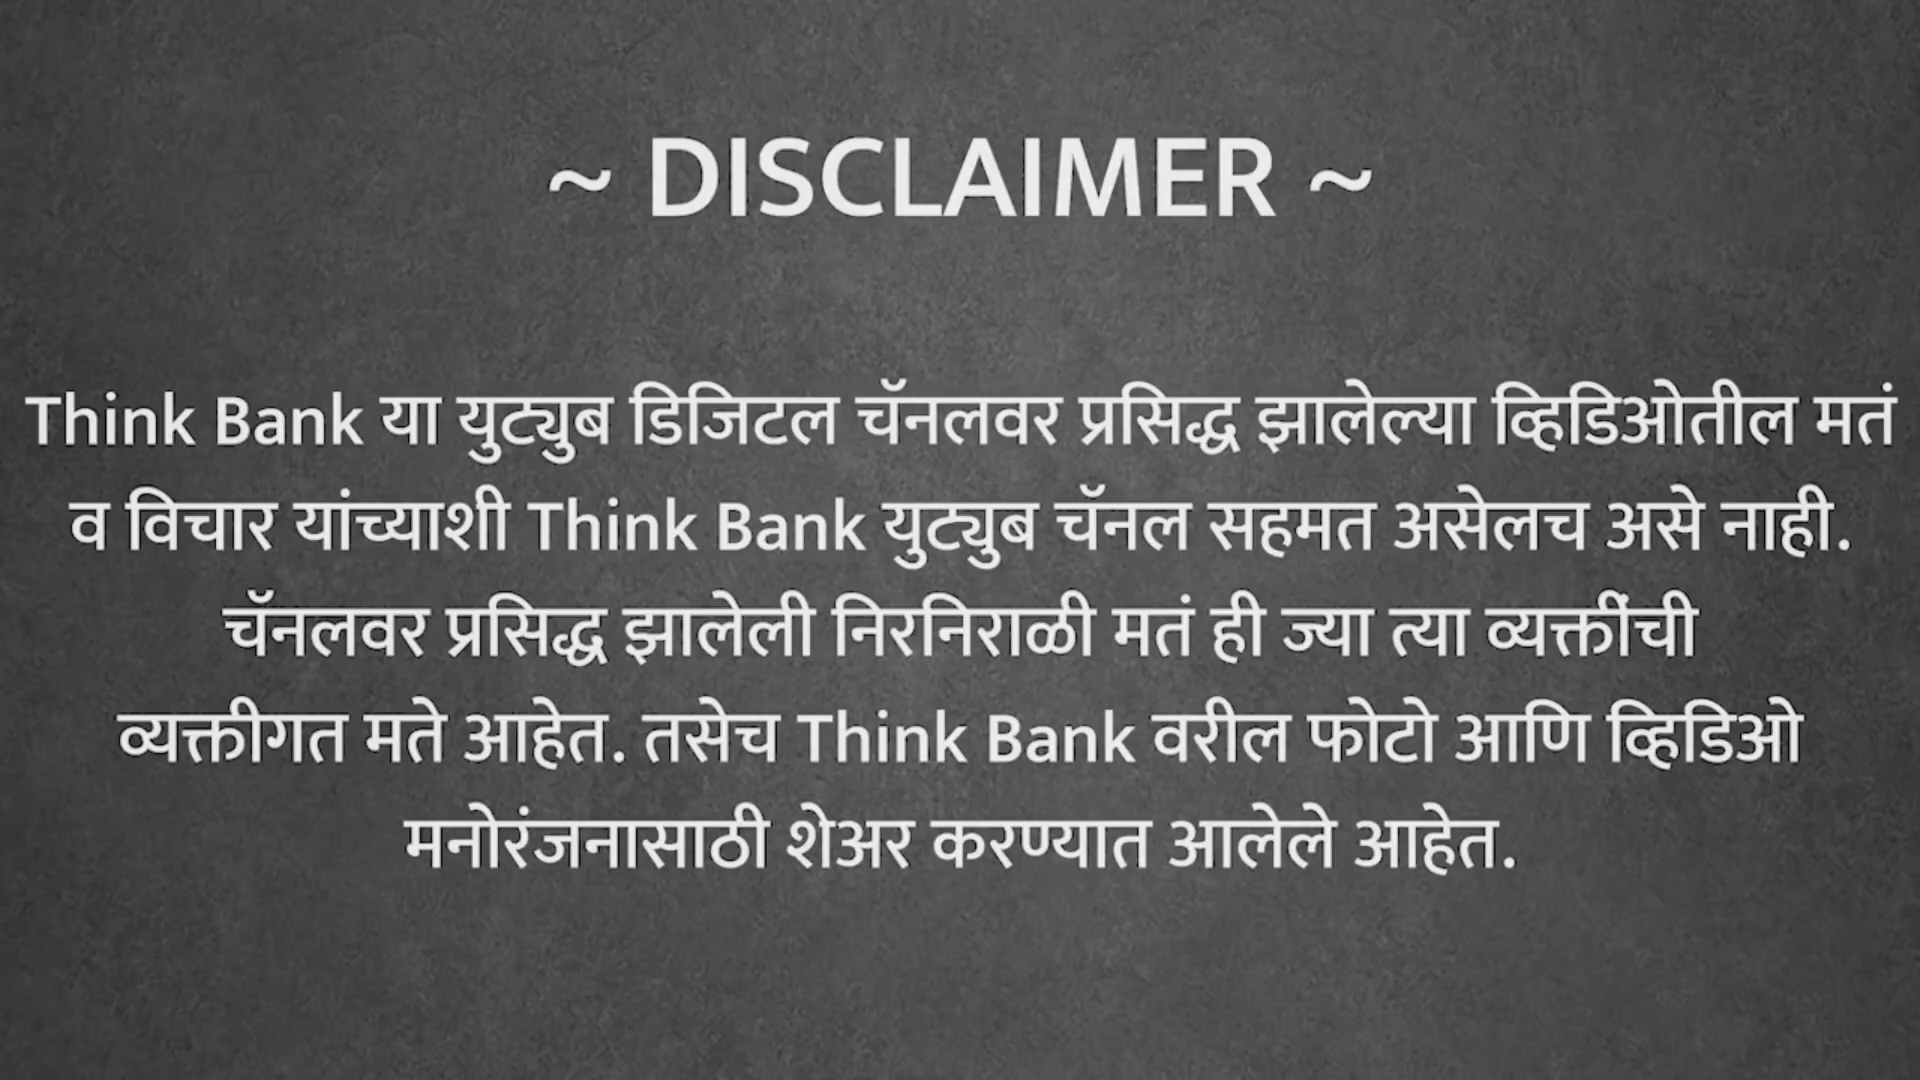 ~ DISCLAIMER ~
Think Bank या युट्युब डिजिटल चॅनलवर प्रसिद्ध झालेल्या व्हिडिओतील मतं
व विचार यांच्याशी Think Bank युट्युब चॅनल सहमत असेलच असे नाही.
चॅनलवर प्रसिद्ध झालेली निरनिराळी मतं ही ज्या त्या व्यक्तींची
व्यक्तीगत मते आहेत. तसेच Think Bank वरील फोटो आणि व्हिडिओ
मनोरंजनासाठी शेअर करण्यात आलेले आहेत.